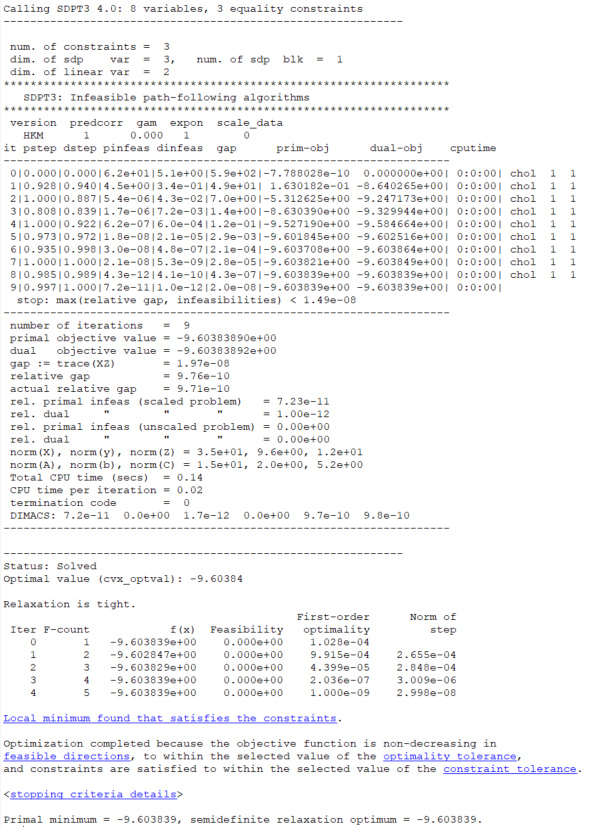 Calling SDPT3 4.0: 8 variables, 3 equality constraints
------------------------------------------------------------
num. of constraints = 3
dim. of sdp var = 3, num. of sdp blk = 1
dim. of linear var = 2
*******************************************************************
SDPT3: Infeasible path-following algorithms
*******************************************************************
version predcorr gam expon scale_data
HKM 1 0.000 1 0
it pstep dstep pinfeas dinfeas gap prim-obj dual-obj cputime
-------------------------------------------------------------------
0|0.000|0.000|6.2e+01|5.1e+00|5.9e+02|-7.788028e-10 0.000000e+00| 0:0:00| chol 1 1
1|0.928|0.940|4.5e+00|3.4e-01|4.9e+01| 1.630182e-01 -8.640265e+00| 0:0:00| chol 1 1
2|1.000|0.887|5.4e-06|4.3e-02|7.0e+00|-5.312625e+00 -9.247173e+00| 0:0:00| chol 1 1
3|0.808|0.839|1.7e-06|7.2e-03|1.4e+00|-8.630390e+00 -9.329944e+00| 0:0:00| chol 1 1
4|1.000|0.922|6.2e-07|6.0e-04|1.2e-01|-9.527190e+00 -9.584664e+00| 0:0:00| chol 1 1
5|0.973|0.972|1.8e-08|2.1e-05|2.9e-03|-9.601845e+00 -9.602516e+00| 0:0:00| chol 1 1
6|0.935|0.998|3.0e-08|4.8e-07|2.1e-04|-9.603708e+00 -9.603864e+00| 0:0:00| chol 1 1
7|1.000|1.000|2.1e-08|5.3e-09|2.8e-05|-9.603821e+00 -9.603849e+00| 0:0:00| chol 1 1
8|0.985|0.989|4.3e-12|4.1e-10|4.3e-07|-9.603839e+00 -9.603839e+00| 0:0:00| chol 1 1
9|0.997|1.000|7.2e-11|1.0e-12|2.0e-08|-9.603839e+00 -9.603839e+00| 0:0:00|
stop: max(relative gap, infeasibilities) < 1.49e-08
-------------------------------------------------------------------
number of iterations = 9
primal objective value = -9.60383890e+00
dual objective value = -9.60383892e+00
gap := trace(XZ) = 1.97e-08
relative gap = 9.76e-10
actual relative gap = 9.71e-10
rel. primal infeas (scaled problem) = 7.23e-11
rel. dual " " " = 1.00e-12
rel. primal infeas (unscaled problem) = 0.00e+00
rel. dual " " " = 0.00e+00
norm(X), norm(y), norm(Z) = 3.5e+01, 9.6e+00, 1.2e+01
norm(A), norm(b), norm(C) = 1.5e+01, 2.0e+00, 5.2e+00
Total CPU time (secs) = 0.14
CPU time per iteration = 0.02
termination code = 0
DIMACS: 7.2e-11 0.0e+00 1.7e-12 0.0e+00 9.7e-10 9.8e-10
-------------------------------------------------------------------
------------------------------------------------------------
Status: Solved
Optimal value (cvx_optval): -9.60384
Relaxation is tight.
First-order Norm of
Iter F-count f(x) Feasibility optimality step
0 1 -9.603839e+00 0.000e+00 1.028e-04
1 2 -9.602847e+00 0.000e+00 9.915e-04 2.655e-04
2 3 -9.603829e+00 0.000e+00 4.399e-05 2.848e-04
3 4 -9.603839e+00 0.000e+00 2.036e-07 3.009e-06
4 5 -9.603839e+00 0.000e+00 1.000e-09 2.998e-08
Local minimum found that satisfies the constraints.
Optimization completed because the objective function is non-decreasing in
feasible directions, to within the selected value of the optimality tolerance,
and constraints are satisfied to within the selected value of the constraint tolerance.
<stopping criteria details>
Primal minimum = -9.603839, semidefinite relaxation optimum = -9.603839.